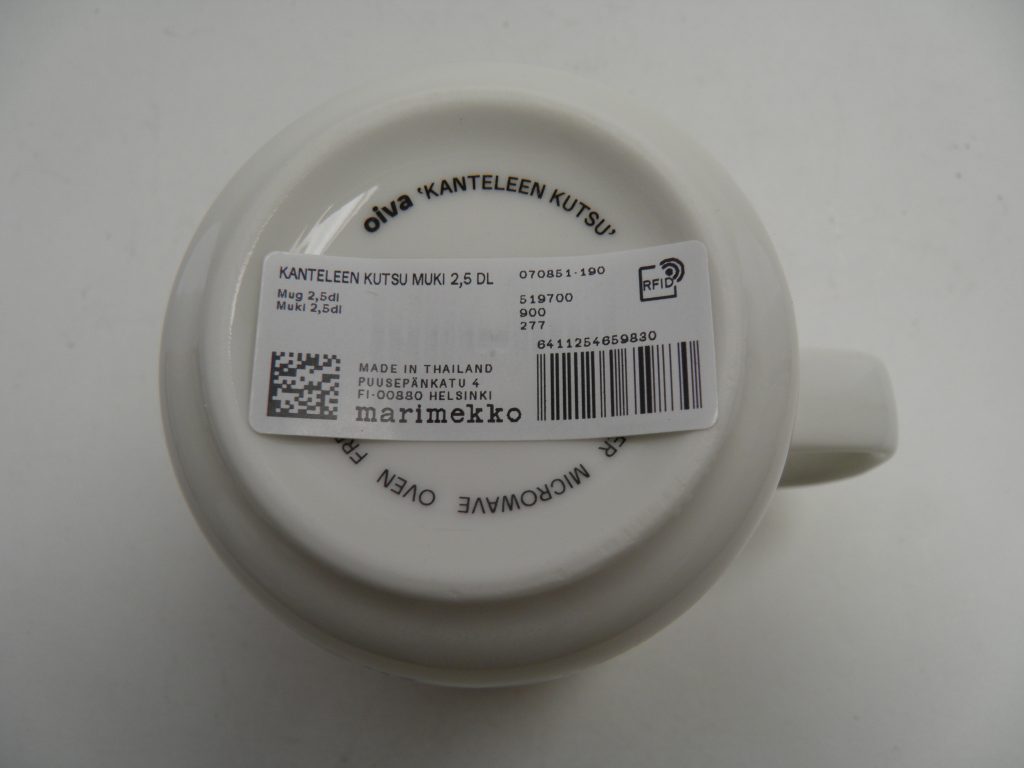 oiva ‘KANTELEEN KUTSU’
KANTELEEN KUTSU MUKI 2,5 DL
Mug 2,5dl
Muki 2,5dl
070851-190
519700
900
277
RFID
6411254659830
MADE IN THAILAND
PUUSEPÄNKATU 4
FI-00880 HELSINKI
marimekko
MICROWAVE OVEN